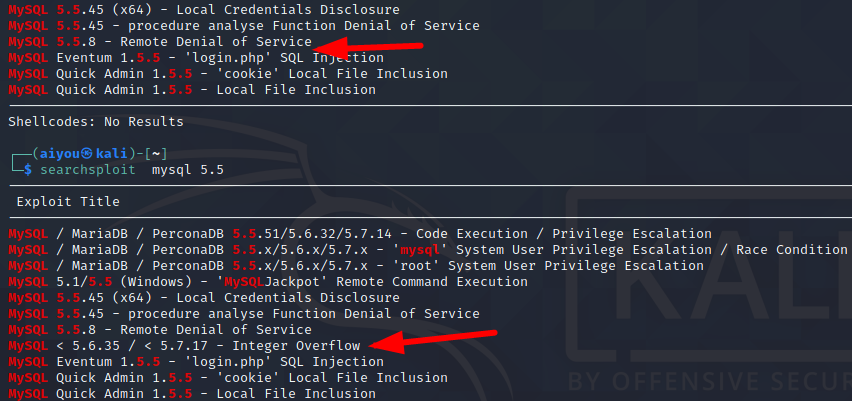 MySQL 5.5.45 (x64) - Local Credentials Disclosure
MySQL 5.5.45 - procedure analyse Function Denial of Service
MySQL 5.5.8 - Remote Denial of Service
MySQL Eventum 1.5.5 - 'login.php' SQL Injection
MySQL Quick Admin 1.5.5 - 'cookie' Local File Inclusion
MySQL Quick Admin 1.5.5 - Local File Inclusion
Shellcodes: No Results
┌──(aiyou㉿kali)-[~]
└─$ searchsploit  mysql 5.5
Exploit Title
MySQL / MariaDB / PerconaDB 5.5.51/5.6.32/5.7.14 - Code Execution / Privilege Escalation
MySQL / MariaDB / PerconaDB 5.5.x/5.6.x/5.7.x - 'mysql' System User Privilege Escalation / Race Condition
MySQL / MariaDB / PerconaDB 5.5.x/5.6.x/5.7.x - 'root' System User Privilege Escalation
MySQL 5.1/5.5 (Windows) - 'MySQLJackpot' Remote Command Execution
MySQL 5.5.45 (x64) - Local Credentials Disclosure
MySQL 5.5.45 - procedure analyse Function Denial of Service
MySQL 5.5.8 - Remote Denial of Service
MySQL < 5.6.35 / < 5.7.17 - Integer Overflow
MySQL Eventum 1.5.5 - 'login.php' SQL Injection
MySQL Quick Admin 1.5.5 - 'cookie' Local File Inclusion
MySQL Quick Admin 1.5.5 - Local File Inclusion
KALI
BY OFFENSIVE SECUR